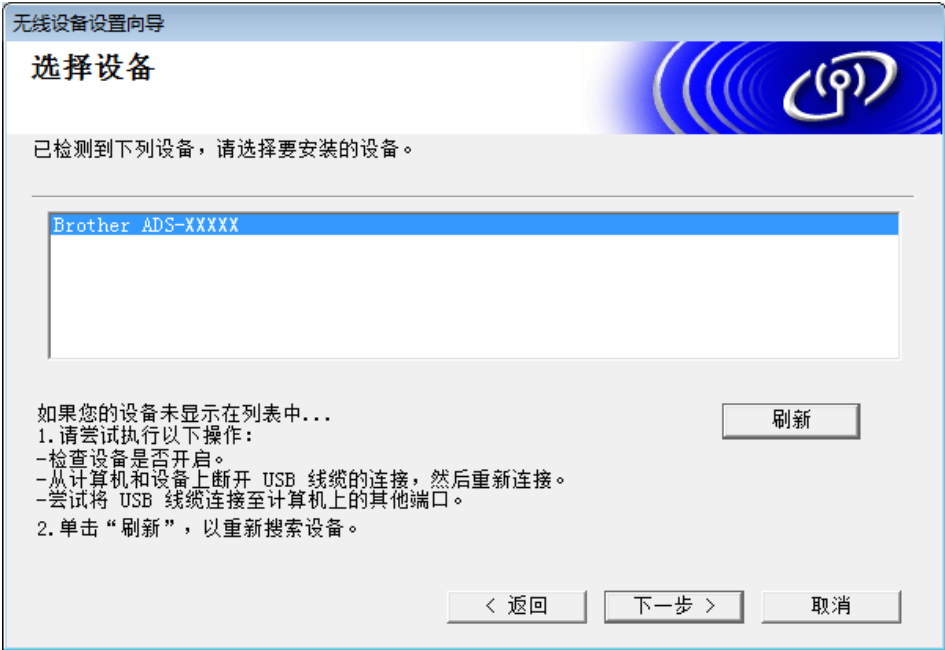 无线设备设置向导
选择设备
已检测到下列设备，请选择要安装的设备。
Brother ADS-XXXXX
如果您的设备未显示在列表中...
1.请尝试执行以下操作：
-检查设备是否开启。
-从计算机和设备上断开 USB 线缆的连接，然后重新连接。
-尝试将 USB 线缆连接至计算机上的其他端口。
2.单击“刷新”，以重新搜索设备。
刷新
< 返回
下一步 >
取消